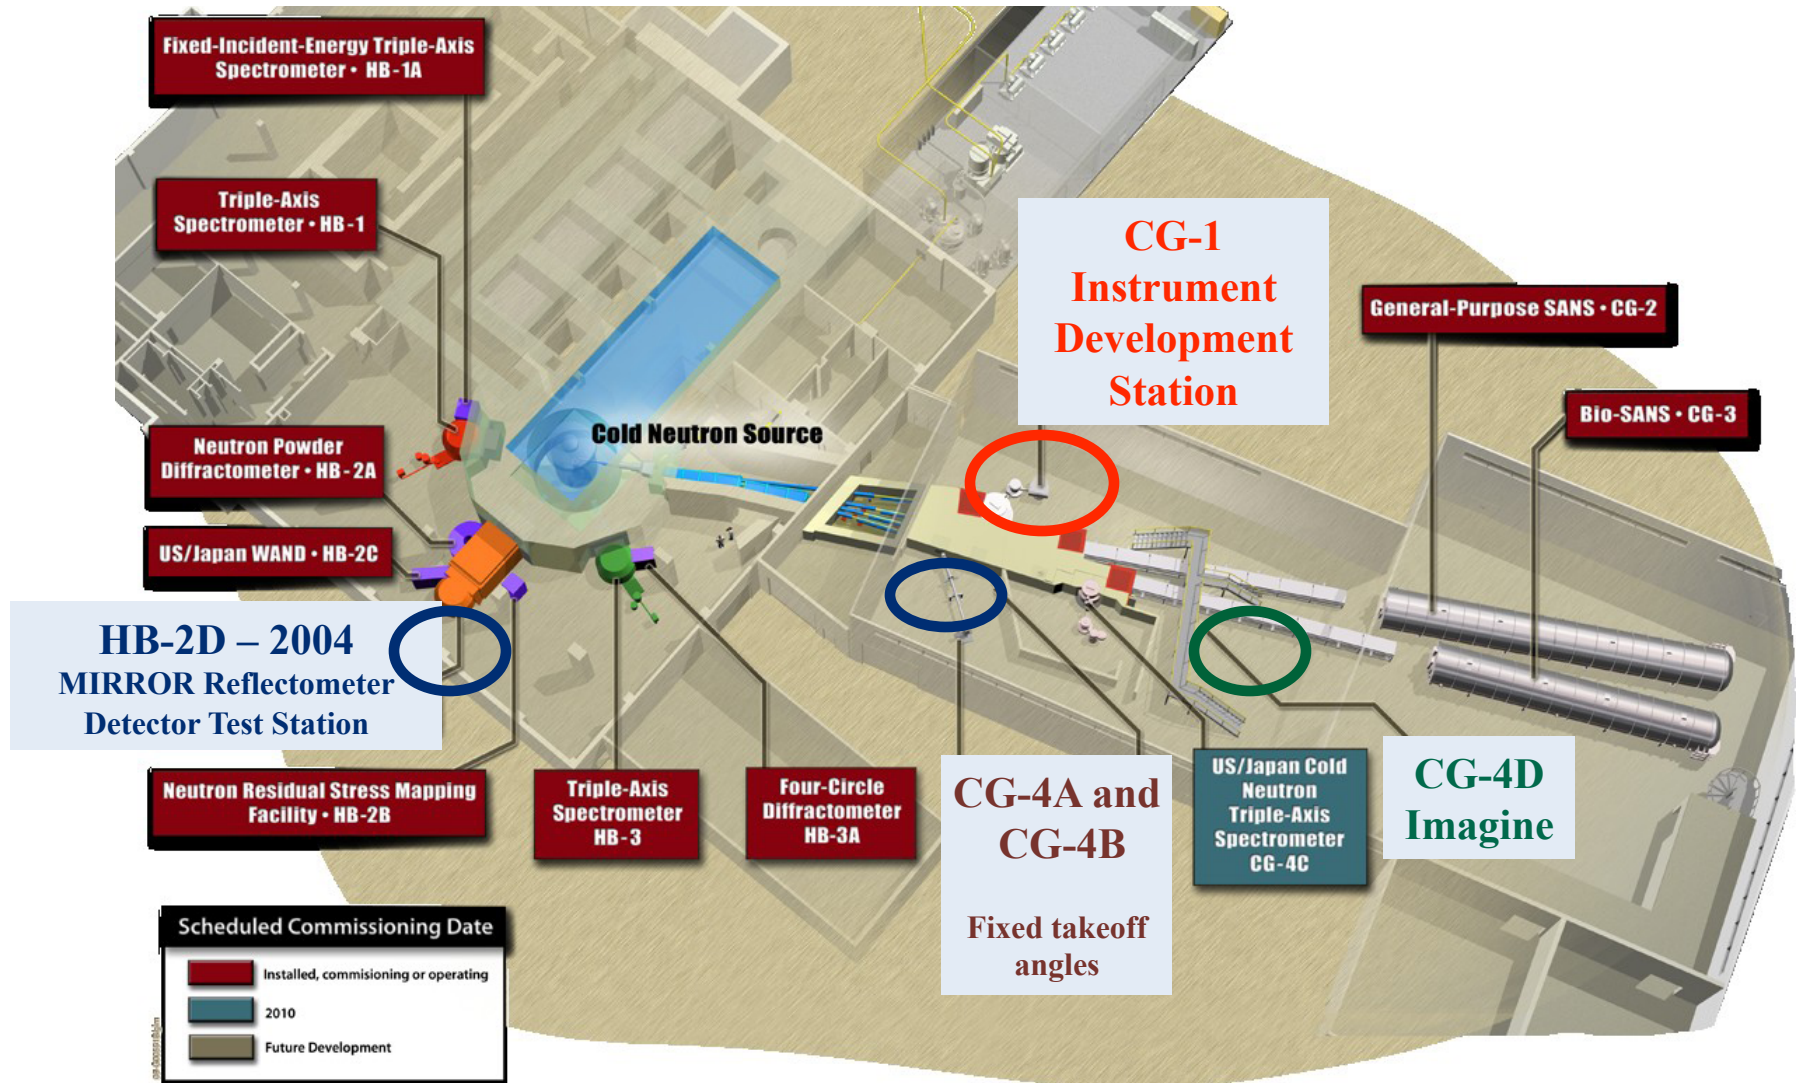 Fixed-Incident-Energy Triple-Axis
Spectrometer • HB-1A
Triple-Axis
Spectrometer • HB-1
CG-1
Instrument
Development
Station
General-Purpose SANS • CG-2
Bio-SANS • CG-3
Cold Neutron Source
Neutron Powder
Diffractometer • HB-2A
US/Japan WAND • HB-2C
HB-2D – 2004
MIRROR Reflectometer
Detector Test Station
Neutron Residual Stress Mapping
Facility • HB-2B
Triple-Axis
Spectrometer
HB-3
Four-Circle
Diffractometer
HB-3A
CG-4A and
CG-4B
Fixed takeoff
angles
US/Japan Cold
Neutron
Triple-Axis
Spectrometer
CG-4C
CG-4D
Imagine
Scheduled Commissioning Date
Installed, commisioning or operating
2010
Future Development